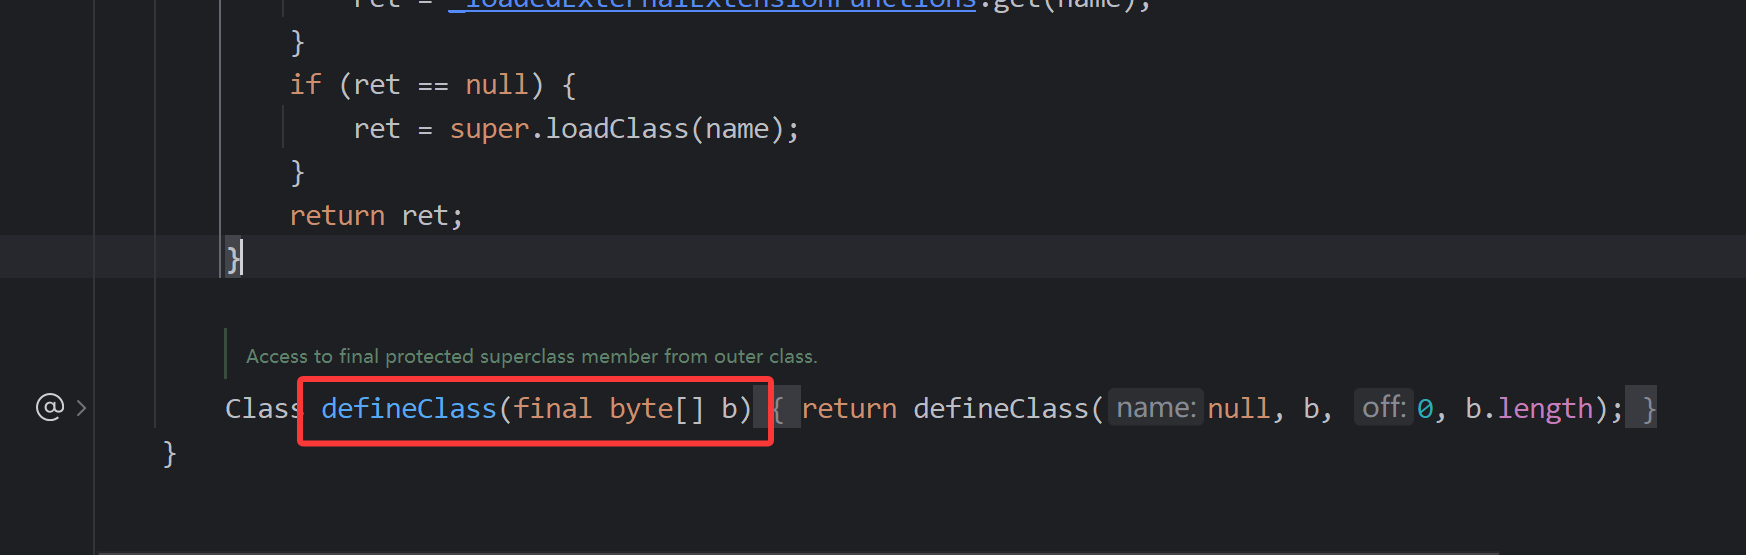 ret = _loadedExternalExtensionFunctions.get(name);
}
if (ret == null) {
ret = super.loadClass(name);
}
return ret;
}
Access to final protected superclass member from outer class.
@ Class defineClass(final byte[] b) { return defineClass( name: null, b, off: 0, b.length); }
}